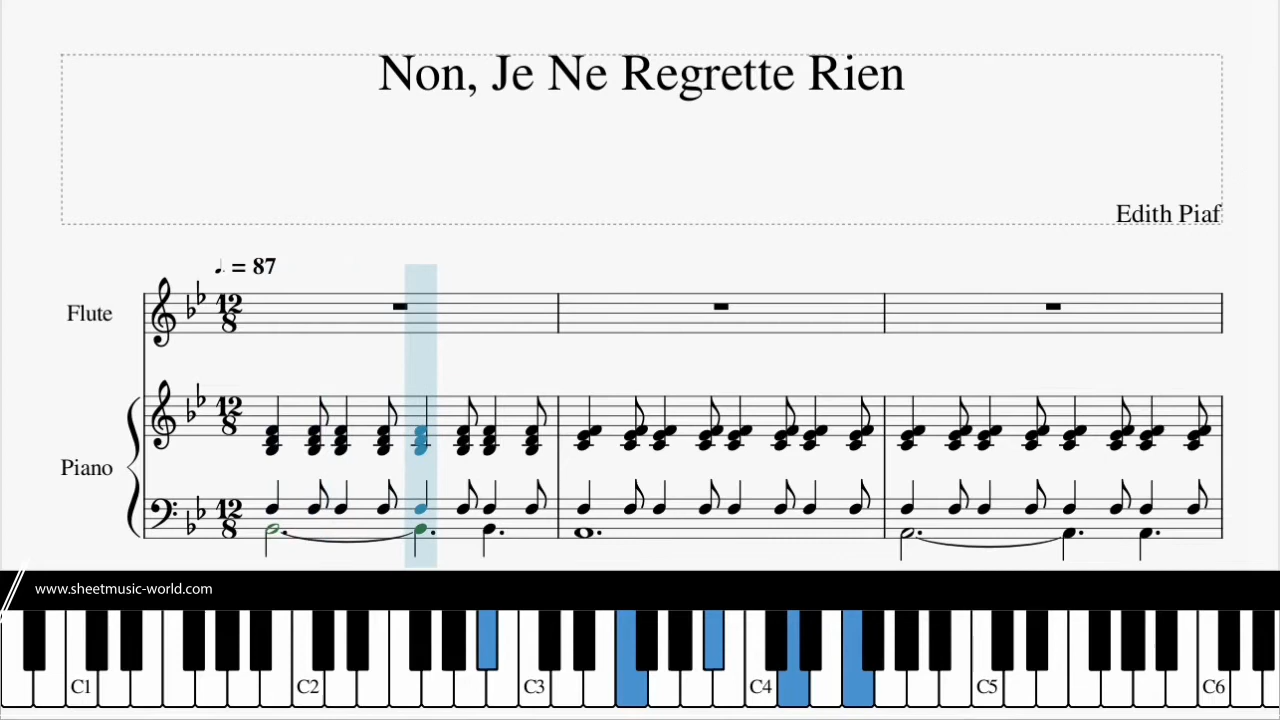 Non, Je Ne Regrette Rien
Edith Piaf
♩. = 87
Flute
12
8
Piano
12
8
12
8
www.sheetmusic-world.com
C1 C2 C3 C4 C5 C6